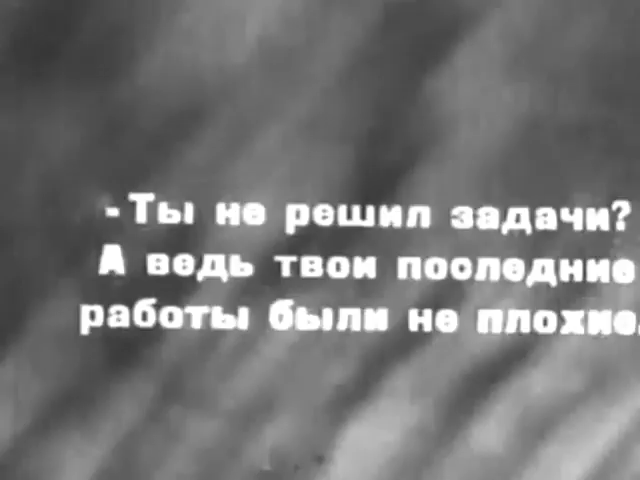 - Ты не решил задачи?
А ведь твои последние
работы были не плохие.